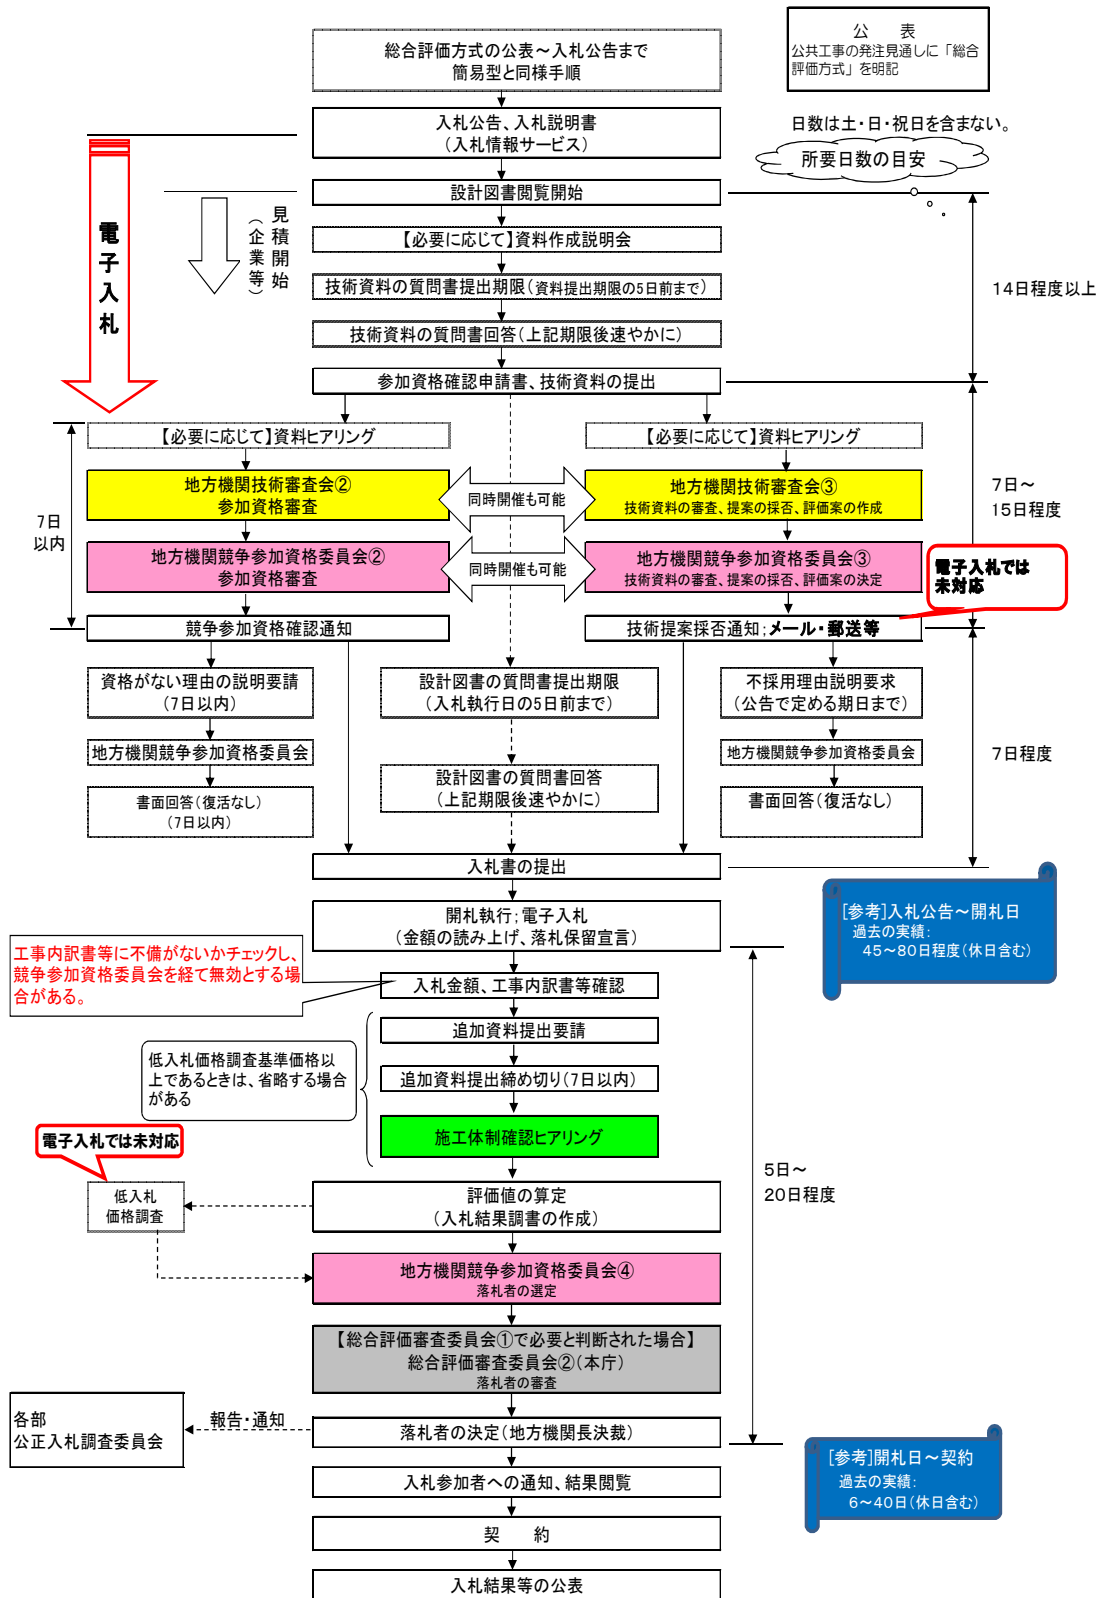 総合評価方式の公表～入札公告まで
簡易型と同様手順
公　表
公共工事の発注見通しに「総合
評価方式」を明記
入札公告、入札説明書
(入札情報サービス)
日数は土・日・祝日を含まない。
所要日数の目安
設計図書閲覧開始
電子入札
見積開始
(企業等)
【必要に応じて】資料作成説明会
技術資料の質問書提出期限(資料提出期限の5日前まで)
14日程度以上
技術資料の質問書回答(上記期限後速やかに)
参加資格確認申請書、技術資料の提出
【必要に応じて】資料ヒアリング
【必要に応じて】資料ヒアリング
地方機関技術審査会②
参加資格審査
同時開催も可能
地方機関技術審査会③
技術資料の審査、提案の採否、評価案の作成
7日～
15日程度
7日
以内
地方機関競争参加資格委員会②
参加資格審査
同時開催も可能
地方機関競争参加資格委員会③
技術資料の審査、提案の採否、評価案の決定
電子入札では
未対応
競争参加資格確認通知
技術提案採否通知;メール・郵送等
資格がない理由の説明要請
(7日以内)
設計図書の質問書提出期限
(入札執行日の5日前まで)
不採用理由説明要求
(公告で定める期日まで)
地方機関競争参加資格委員会
地方機関競争参加資格委員会
7日程度
書面回答(復活なし)
(7日以内)
設計図書の質問書回答
(上記期限後速やかに)
書面回答(復活なし)
入札書の提出
開札執行;電子入札
(金額の読み上げ、落札保留宣言)
[参考]入札公告～開札日
過去の実績:
45～80日程度(休日含む)
工事内訳書等に不備がないかチェックし、
競争参加資格委員会を経て無効とする場
合がある。
入札金額、工事内訳書等確認
追加資料提出要請
低入札価格調査基準価格以
上であるときは、省略する場合
がある
追加資料提出締め切り(7日以内)
施工体制確認ヒアリング
電子入札では未対応
5日～
20日程度
低入札
価格調査
評価値の算定
(入札結果調書の作成)
地方機関競争参加資格委員会④
落札者の選定
【総合評価審査委員会①で必要と判断された場合】
総合評価審査委員会②(本庁)
落札者の審査
各部
公正入札調査委員会
報告・通知
落札者の決定(地方機関長決裁)
[参考]開札日～契約
過去の実績:
6～40日(休日含む)
入札参加者への通知、結果閲覧
契　約
入札結果等の公表